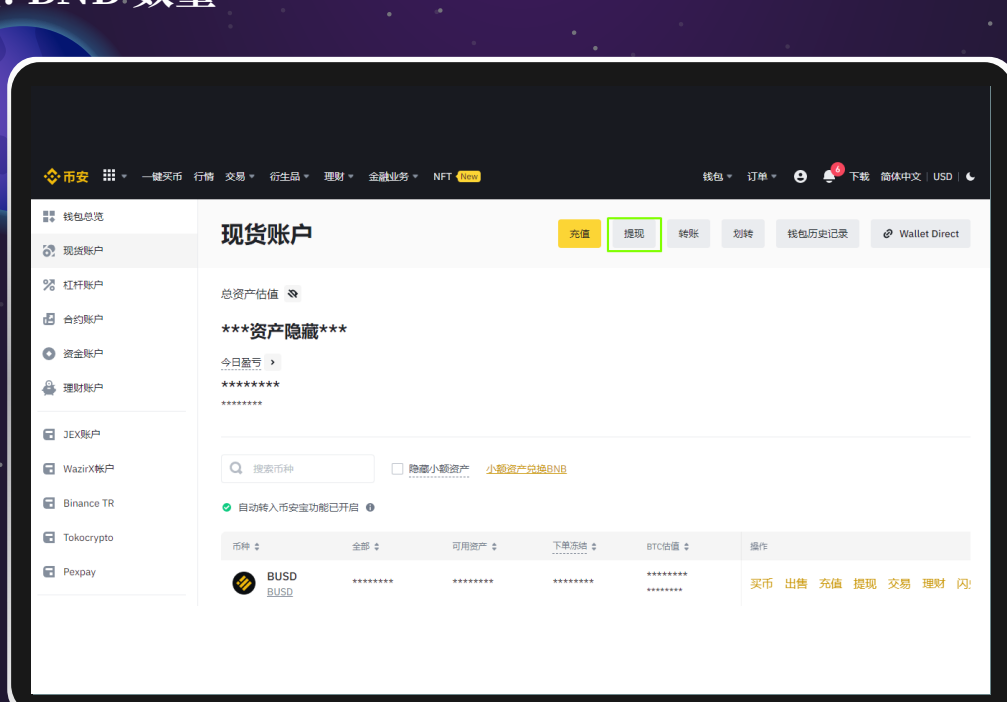 BNB 数量
币安 一键买币 行情 交易 衍生品 理财 金融业务 NFT New 钱包 订单 6 下载 简体中文 | USD |
钱包总览
现货账户
杠杆账户
合约账户
资金账户
理财账户
JEX账户
WazirX帐户
Binance TR
Tokocrypto
Pexpay
现货账户 充值 提现 转账 划转 钱包历史记录 Wallet Direct
总资产估值
***资产隐藏***
今日盈亏
********
********
搜索币种 隐藏小额资产 小额资产兑换BNB
自动转入币安宝功能已开启
币种 全部 可用资产 下单冻结 BTC估值 操作
BUSD ******** ******** ******** ******** 买币 出售 充值 提现 交易 理财
BUSD ********